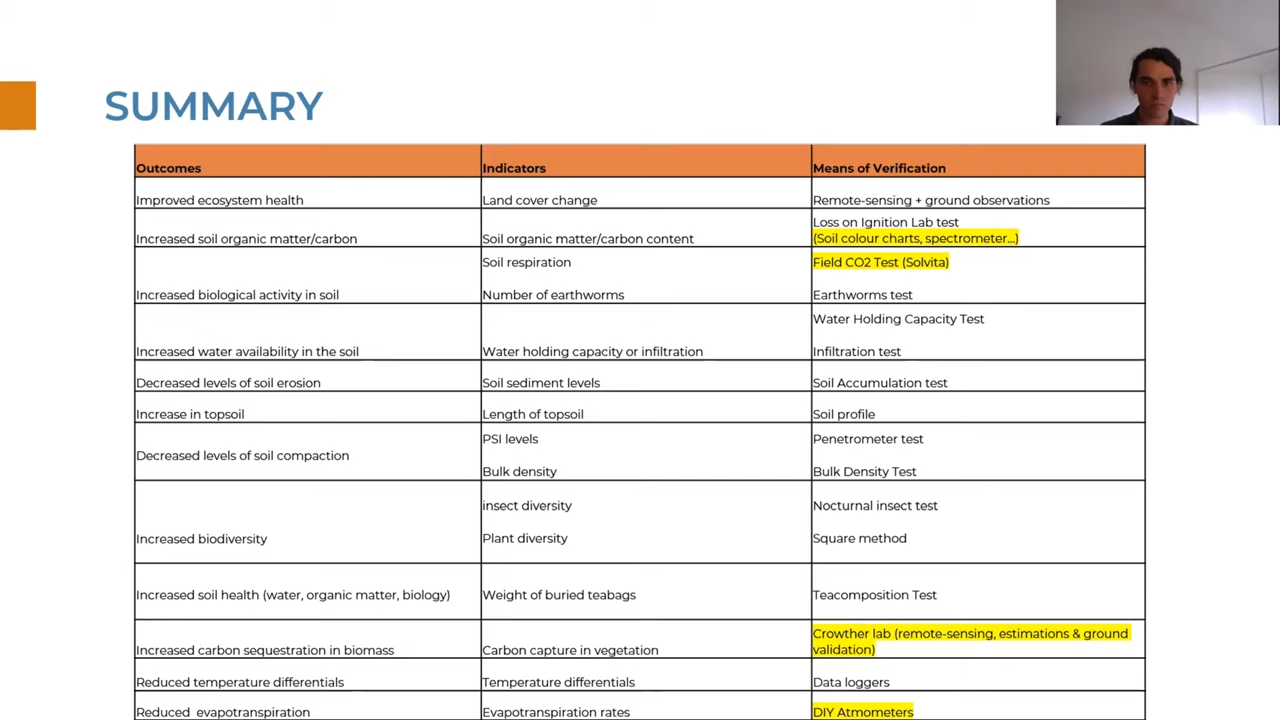 SUMMARY
Outcomes Indicators Means of Verification
Improved ecosystem health Land cover change Remote-sensing + ground observations
Loss on Ignition Lab test
Increased soil organic matter/carbon Soil organic matter/carbon content (Soil colour charts, spectrometer...)
Soil respiration Field CO2 Test (Solvita)
Increased biological activity in soil Number of earthworms Earthworms test
Water Holding Capacity Test
Increased water availability in the soil Water holding capacity or infiltration Infiltration test
Decreased levels of soil erosion Soil sediment levels Soil Accumulation test
Increase in topsoil Length of topsoil Soil profile
PSI levels Penetrometer test
Decreased levels of soil compaction
Bulk density Bulk Density Test
insect diversity Nocturnal insect test
Increased biodiversity Plant diversity Square method
Increased soil health (water, organic matter, biology) Weight of buried teabags Teacomposition Test
Crowther lab (remote-sensing, estimations & ground
Increased carbon sequestration in biomass Carbon capture in vegetation validation)
Reduced temperature differentials Temperature differentials Data loggers
Reduced  evapotranspiration Evapotranspiration rates DIY Atmometers